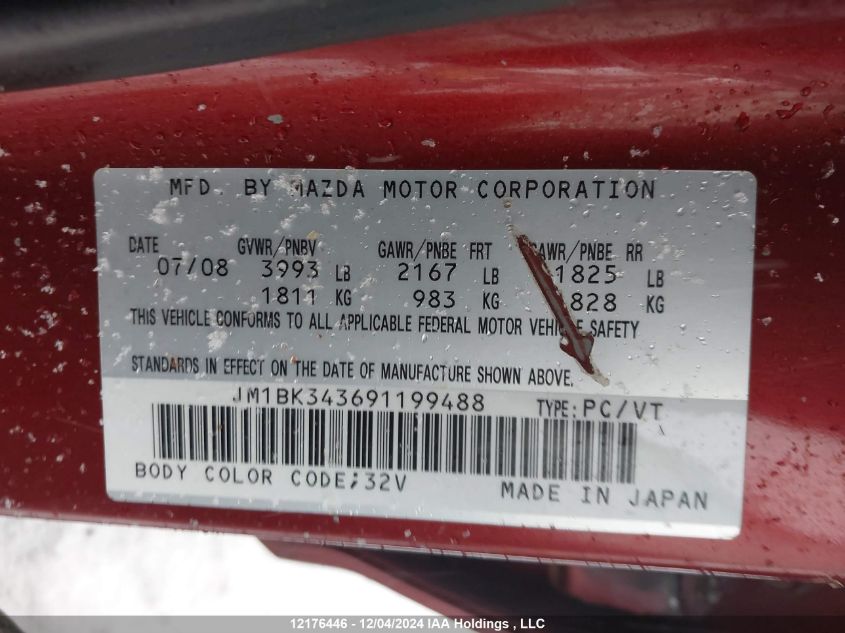 MFD. BY MAZDA MOTOR CORPORATION
DATE GVWR/PNBV GAWR/PNBE FRT GAWR/PNBE RR
07/08 3993 LB 2167 LB 1825 LB
1811 KG 983 KG 828 KG
THIS VEHICLE CONFORMS TO ALL APPLICABLE FEDERAL MOTOR VEHICLE SAFETY
STANDARDS IN EFFECT ON THE DATE OF MANUFACTURE SHOWN ABOVE.
JM1BK343691199488 TYPE:PC/VT
BODY COLOR CODE;32V
MADE IN JAPAN
12176446 - 12/04/2024 IAA Holdings , LLC